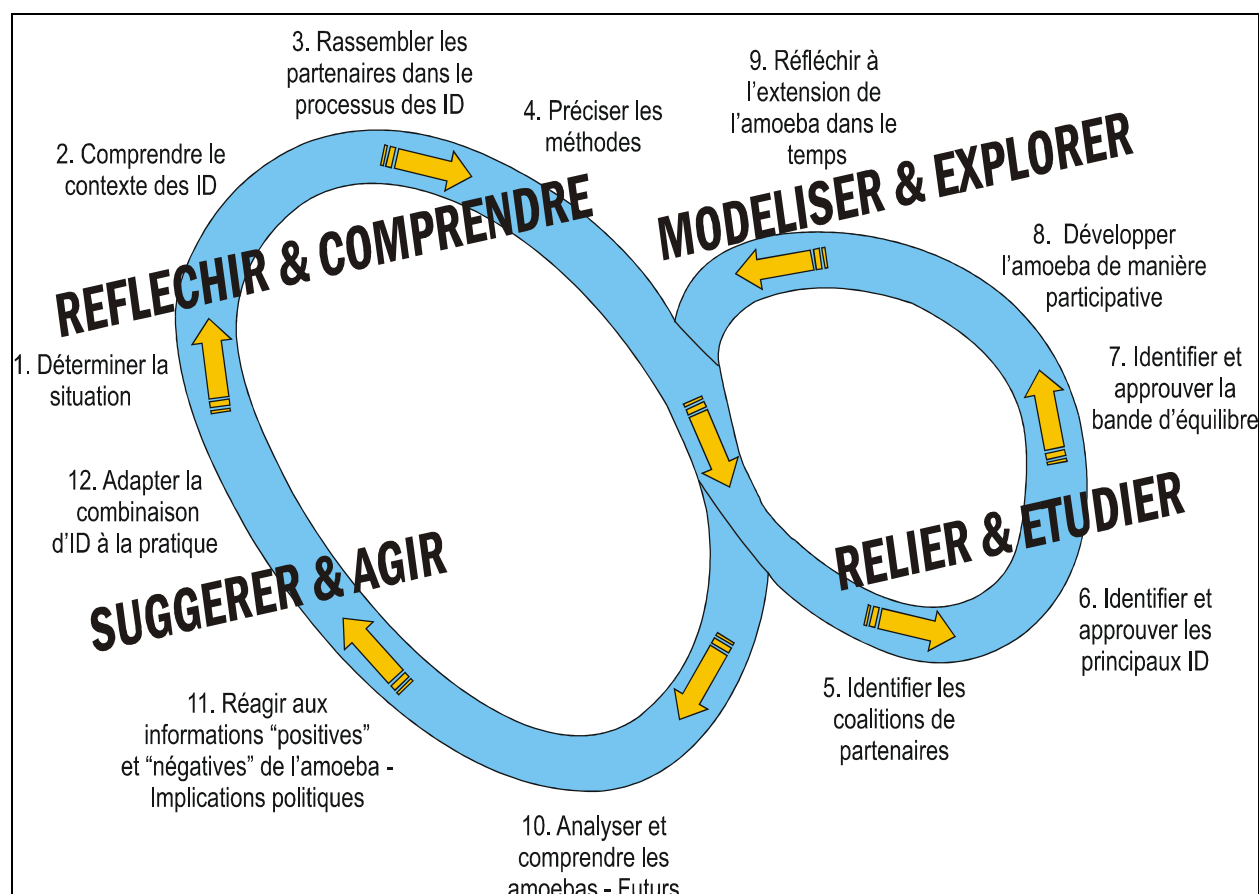 1. Déterminer la
situation
2. Comprendre le
contexte des ID
3. Rassembler les
partenaires dans le
processus des ID
4. Préciser les
méthodes
REFLECHIR & COMPRENDRE
5. Identifier les
coalitions de
partenaires
6. Identifier et
approuver les
principaux ID
RELIER & ETUDIER
7. Identifier et
approuver la
bande d’équilibre
8. Développer
l’amoeba de manière
participative
9. Réfléchir à
l’extension de
l’amoeba dans le
temps
MODELISER & EXPLORER
10. Analyser et
comprendre les
amoebas - Futurs
11. Réagir aux
informations “positives”
et “négatives” de l’amoeba -
Implications politiques
12. Adapter la
combinaison
d’ID à la pratique
SUGGERER & AGIR